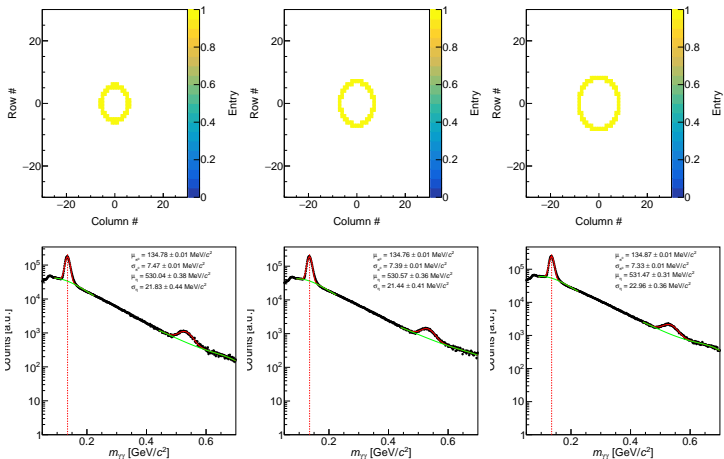 20
0
−20
Row #
−20 0 20
Column #
1
0.8
0.6
0.4
0.2
0
Entry
20
0
−20
Row #
−20 0 20
Column #
1
0.8
0.6
0.4
0.2
0
Entry
20
0
−20
Row #
−20 0 20
Column #
1
0.8
0.6
0.4
0.2
0
Entry
μπ⁰ = 134.78 ± 0.01 MeV/c²
σπ⁰ = 7.47 ± 0.01 MeV/c²
μη = 530.04 ± 0.38 MeV/c²
ση = 21.83 ± 0.44 MeV/c²
10⁵
10⁴
10³
10²
10
1
Counts [a.u.]
0.2 0.4 0.6
mγγ [GeV/c²]
μπ⁰ = 134.76 ± 0.01 MeV/c²
σπ⁰ = 7.39 ± 0.01 MeV/c²
μη = 530.57 ± 0.36 MeV/c²
ση = 21.44 ± 0.41 MeV/c²
10⁵
10⁴
10³
10²
10
1
Counts [a.u.]
0.2 0.4 0.6
mγγ [GeV/c²]
μπ⁰ = 134.87 ± 0.01 MeV/c²
σπ⁰ = 7.33 ± 0.01 MeV/c²
μη = 531.47 ± 0.31 MeV/c²
ση = 22.96 ± 0.36 MeV/c²
10⁵
10⁴
10³
10²
10
1
Counts [a.u.]
0.2 0.4 0.6
mγγ [GeV/c²]